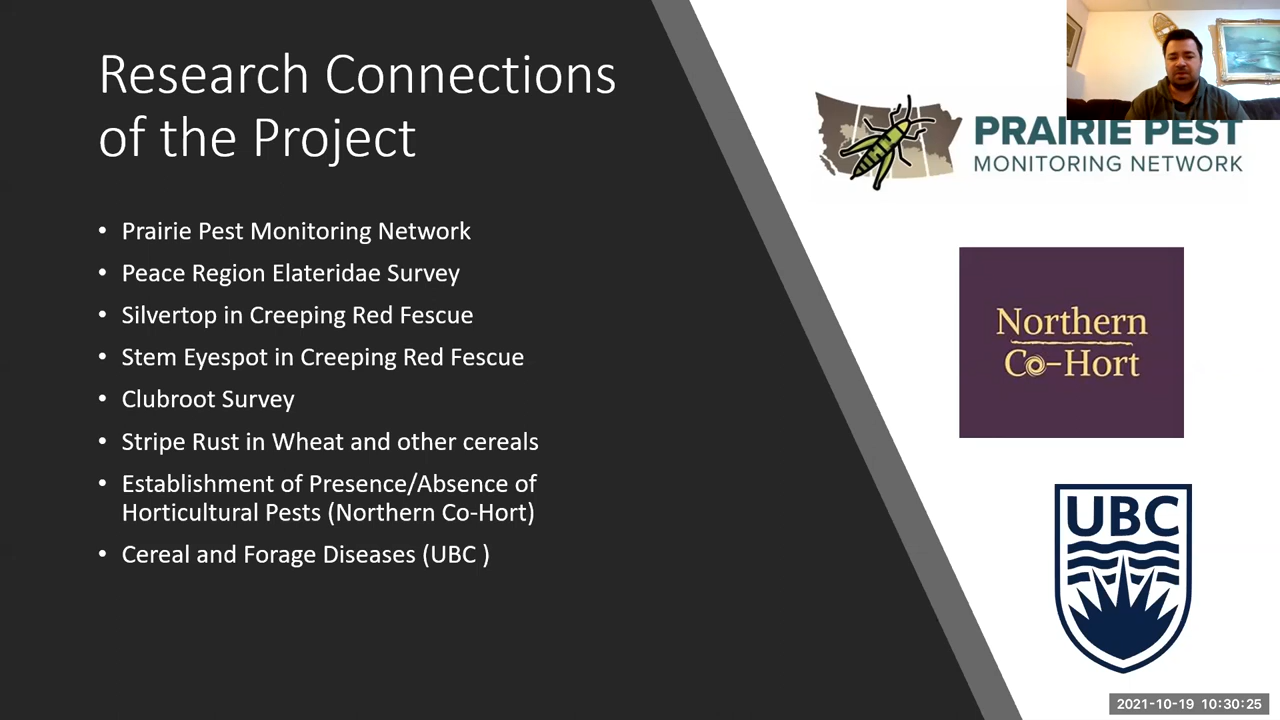 Research Connections
of the Project
• Prairie Pest Monitoring Network
• Peace Region Elateridae Survey
• Silvertop in Creeping Red Fescue
• Stem Eyespot in Creeping Red Fescue
• Clubroot Survey
• Stripe Rust in Wheat and other cereals
• Establishment of Presence/Absence of
Horticultural Pests (Northern Co-Hort)
• Cereal and Forage Diseases (UBC )
PRAIRIE PEST
MONITORING NETWORK
Northern
Co-Hort
UBC
2021-10-19 10:30:25